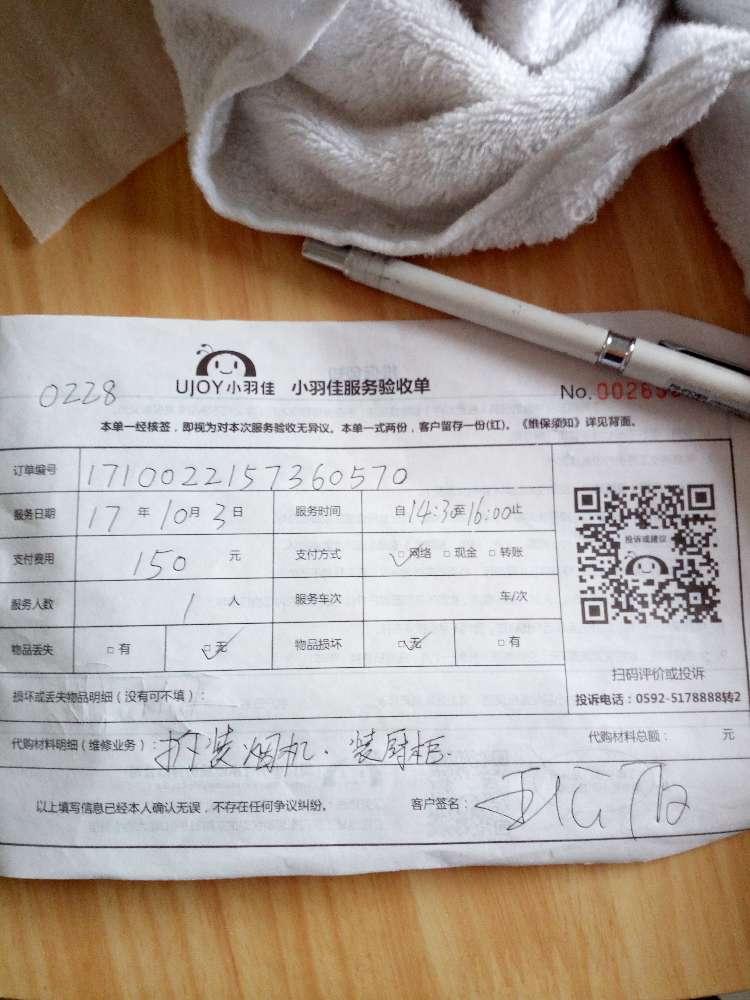 0228
UJOY小羽佳 小羽佳服务验收单
No.
本单一经核签，即视为对本次服务验收无异议。本单一式两份，客户留存一份(红)。《维保须知》详见背面。
订单编号 17100221573 60570
服务日期 17 年 10 月 3 日 服务时间 自 14:30 至 16:00 止
支付费用 150 元 支付方式 ☑网络 □现金 □转账
服务人数 1 人 服务车次 车/次
物品丢失 □有 ☑无 物品损坏 ☑无 □有
投诉或建议
扫码评价或投诉
投诉电话：0592-5178888转2
损坏或丢失物品明细（没有可不填）：
代购材料明细（维修业务）：拆装烟机．装厨柜 代购材料总额： 元
以上填写信息已经本人确认无误，不存在任何争议纠纷。 客户签名：